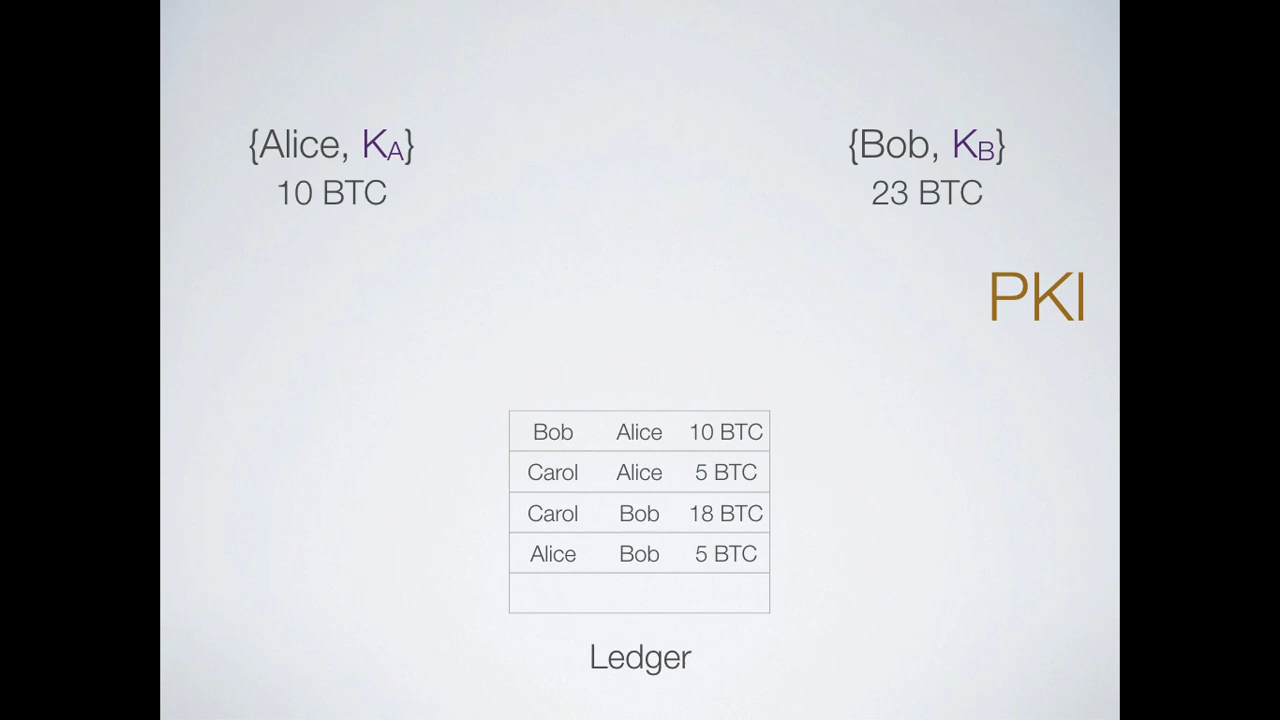 {Alice, KA}
10 BTC
{Bob, KB}
23 BTC
PKI
Bob Alice 10 BTC
Carol Alice 5 BTC
Carol Bob 18 BTC
Alice Bob 5 BTC
Ledger